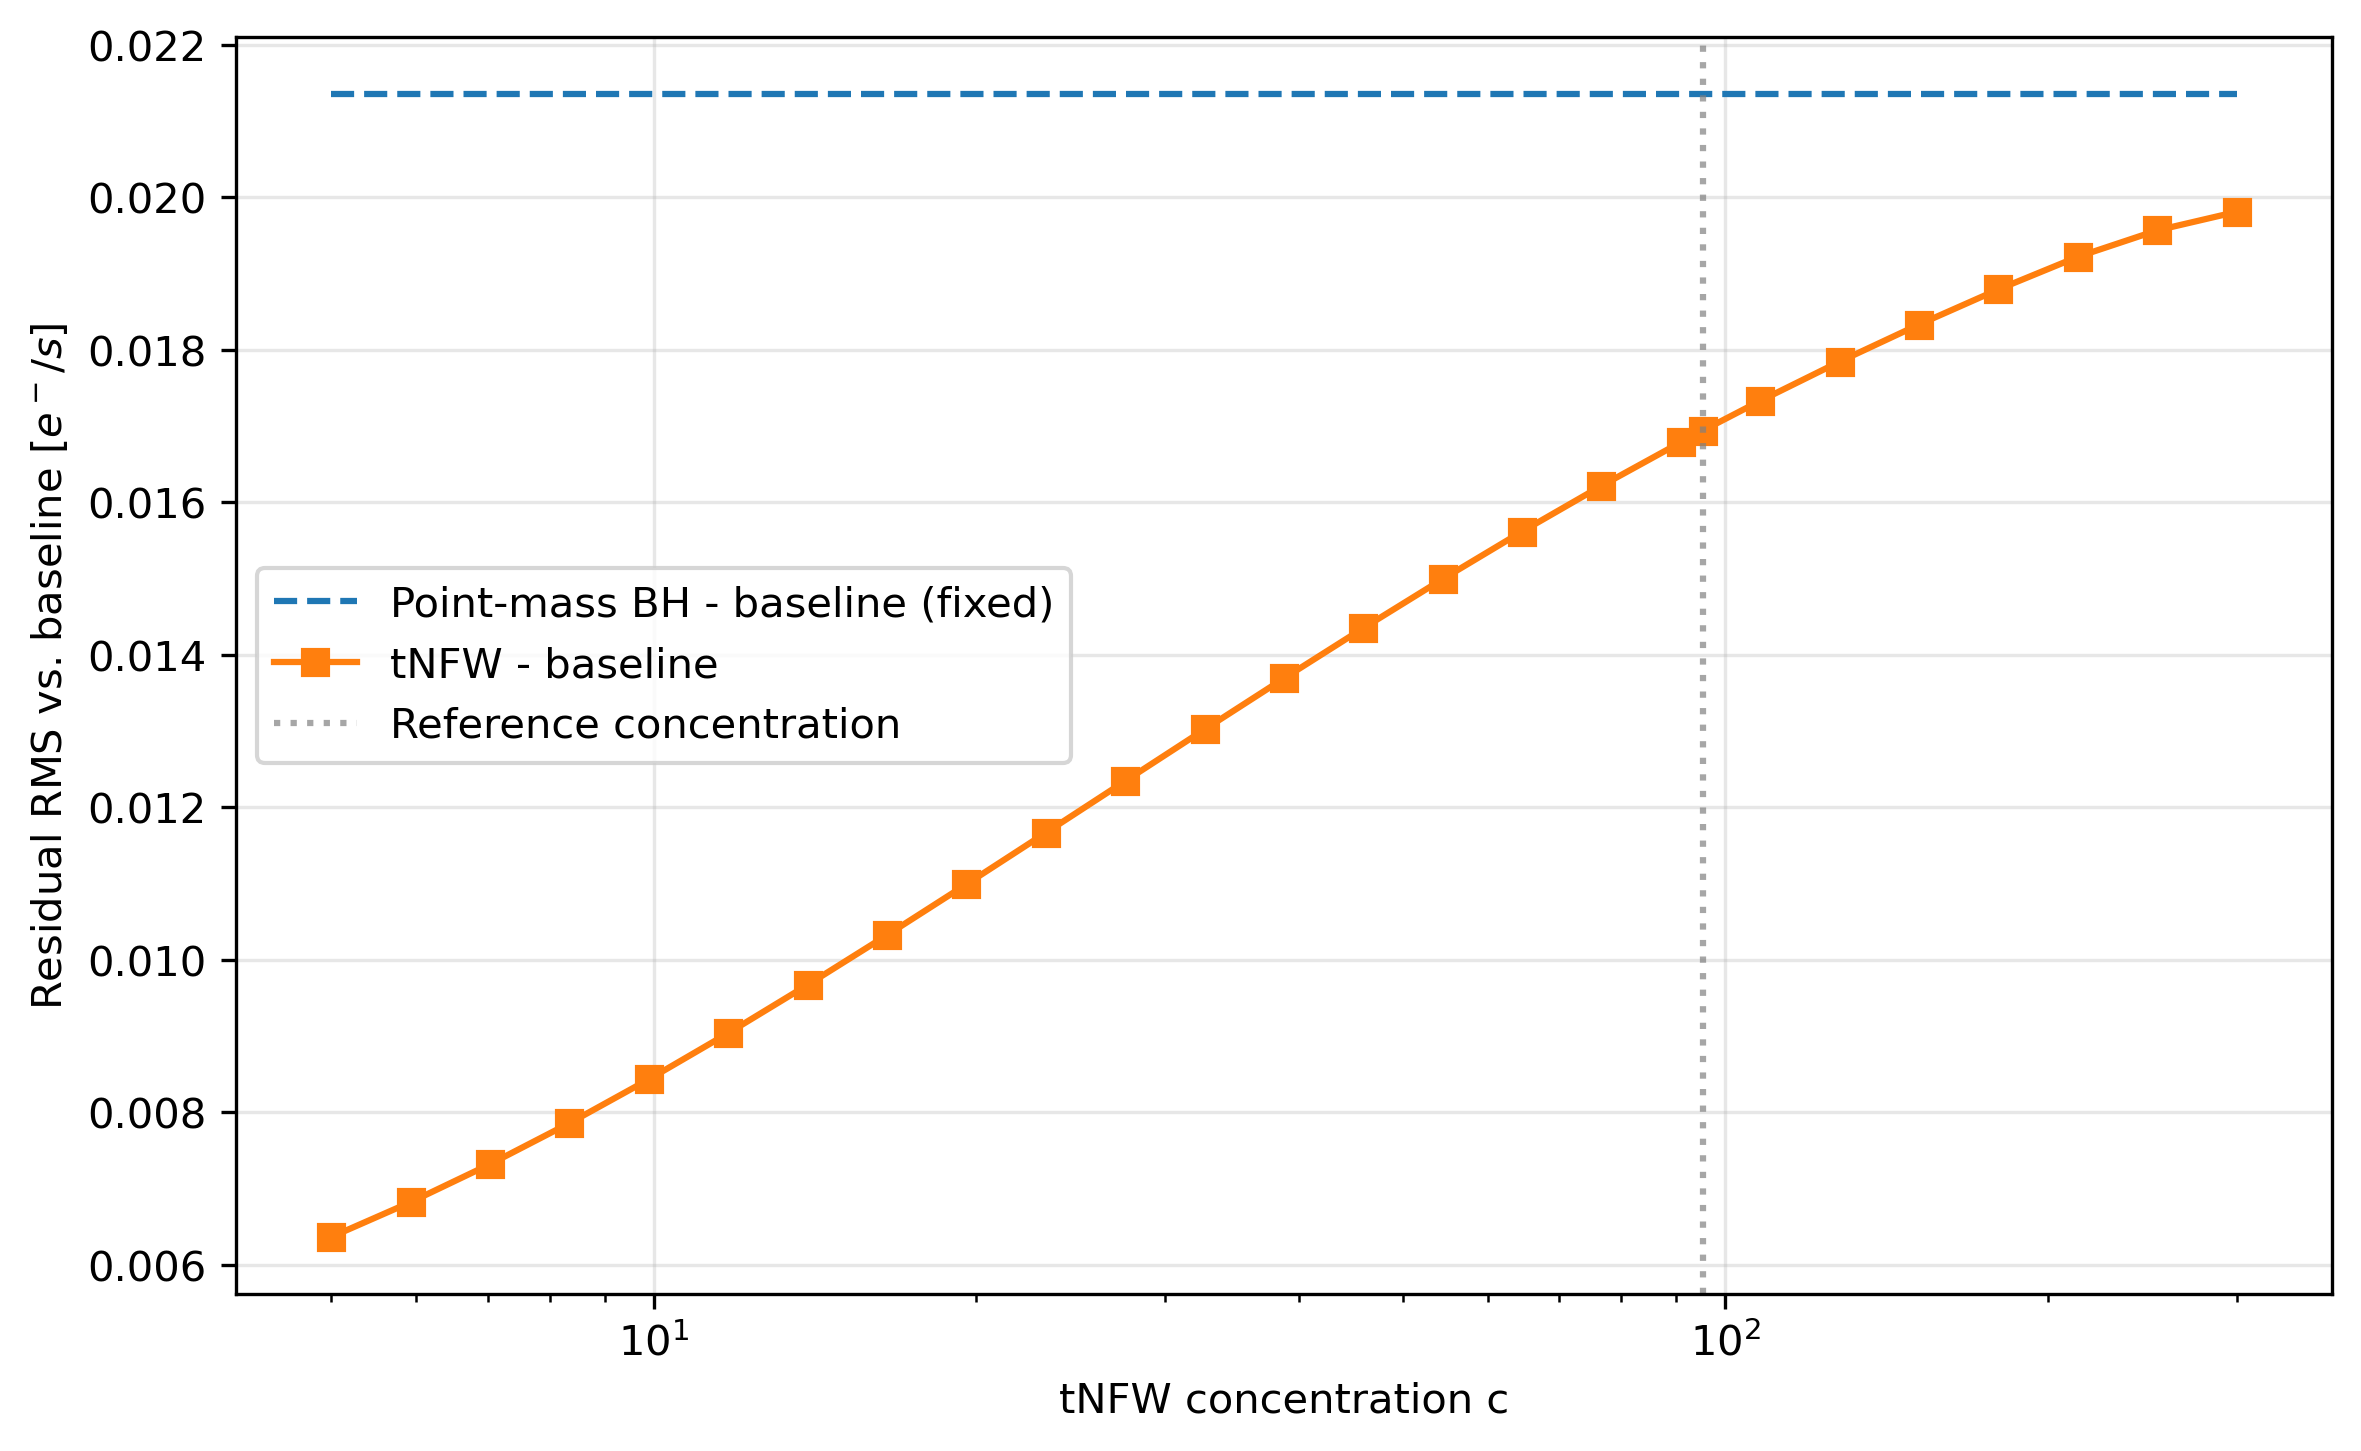 0.022
0.020
0.018
0.016
0.014
0.012
0.010
0.008
0.006
Residual RMS vs. baseline [e⁻/s]
Point-mass BH - baseline (fixed)
tNFW - baseline
Reference concentration
10¹
10²
tNFW concentration c